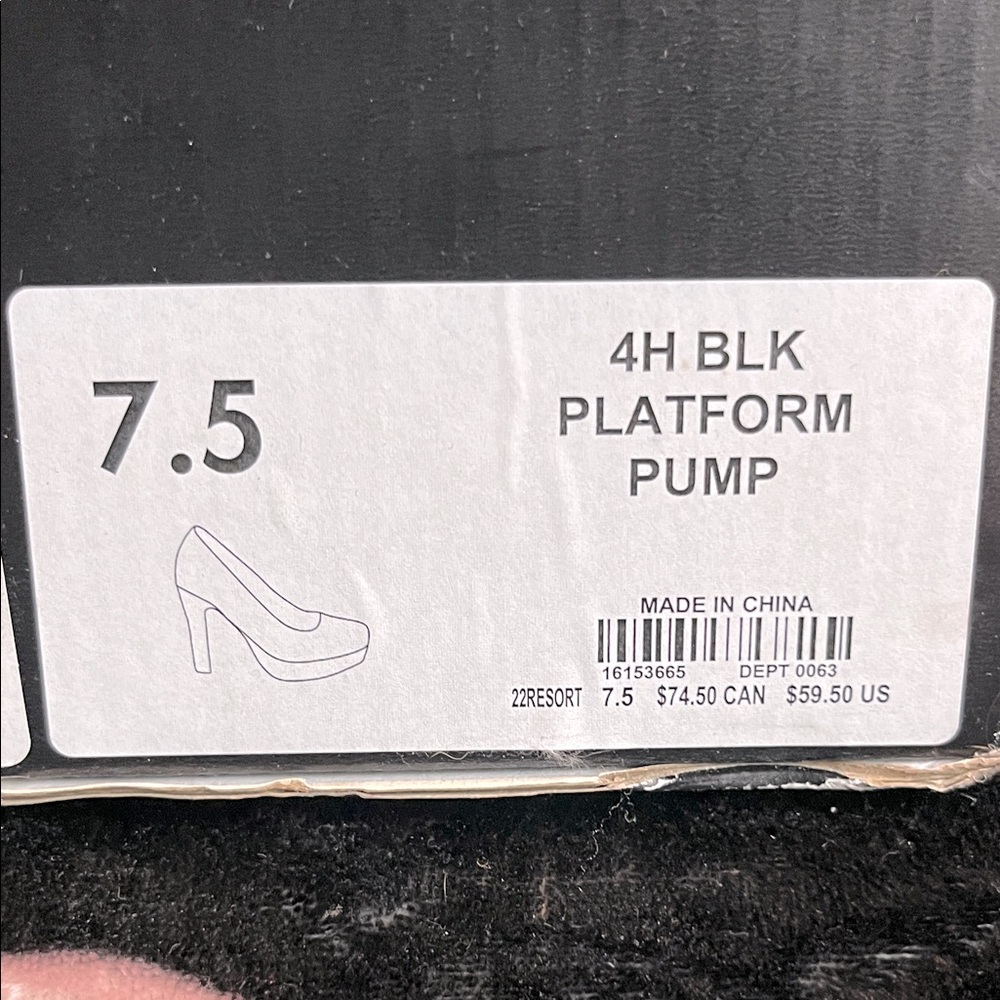 7.5
4H BLK
PLATFORM
PUMP
MADE IN CHINA
16153665 DEPT 0063
22RESORT 7.5 $74.50 CAN $59.50 US